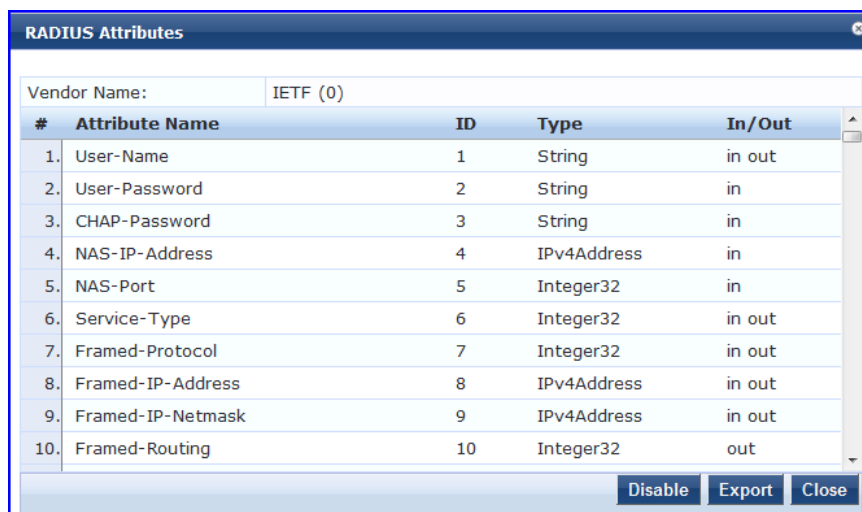 RADIUS Attributes
Vendor Name: IETF (0)
# Attribute Name ID Type In/Out
1. User-Name 1 String in out
2. User-Password 2 String in
3. CHAP-Password 3 String in
4. NAS-IP-Address 4 IPv4Address in
5. NAS-Port 5 Integer32 in
6. Service-Type 6 Integer32 in out
7. Framed-Protocol 7 Integer32 in out
8. Framed-IP-Address 8 IPv4Address in out
9. Framed-IP-Netmask 9 IPv4Address in out
10. Framed-Routing 10 Integer32 out
Disable Export Close